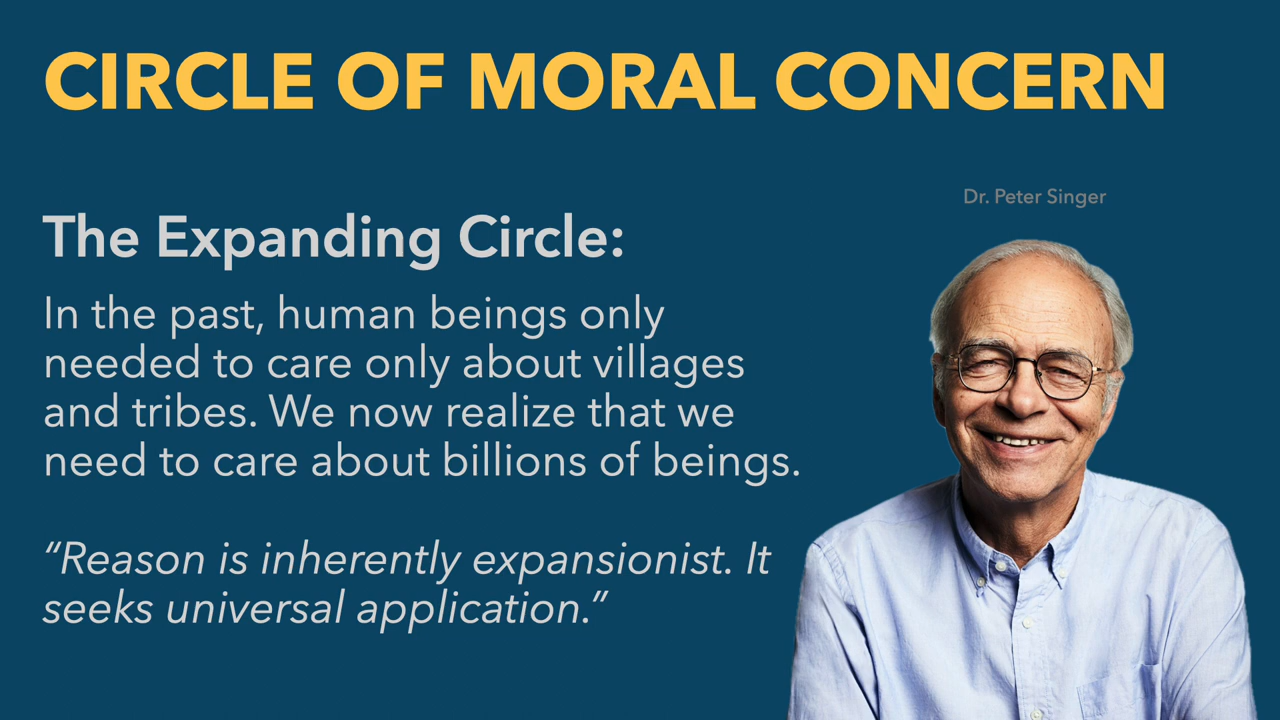 CIRCLE OF MORAL CONCERN
Dr. Peter Singer
The Expanding Circle:
In the past, human beings only
needed to care only about villages
and tribes. We now realize that we
need to care about billions of beings.
“Reason is inherently expansionist. It
seeks universal application.”